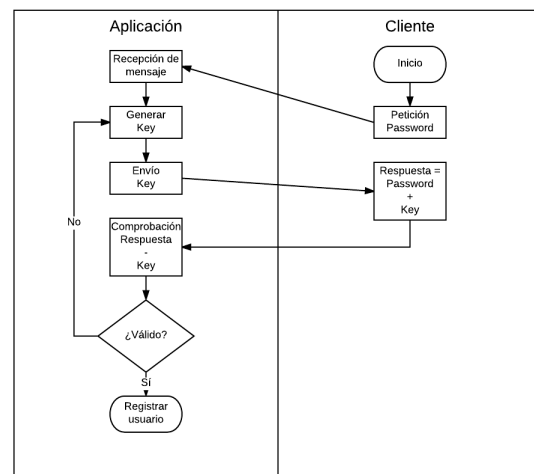 Aplicación
Cliente
Recepción de
mensaje
Inicio
Generar
Key
Petición
Password
Envío
Key
Respuesta =
Password
+
Key
No
Comprobación
Respuesta
-
Key
¿Válido?
Sí
Registrar
usuario